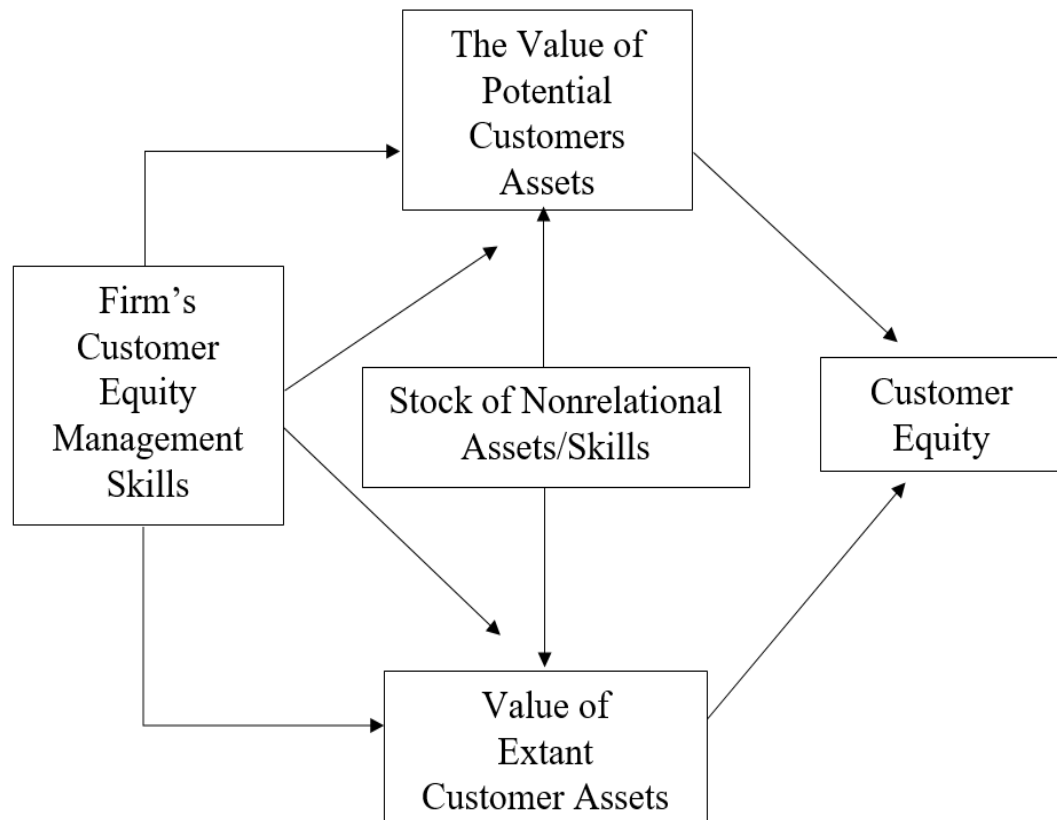 The Value of
Potential
Customers
Assets
Firm’s
Customer
Equity
Management
Skills
Stock of Nonrelational
Assets/Skills
Customer
Equity
Value of
Extant
Customer Assets